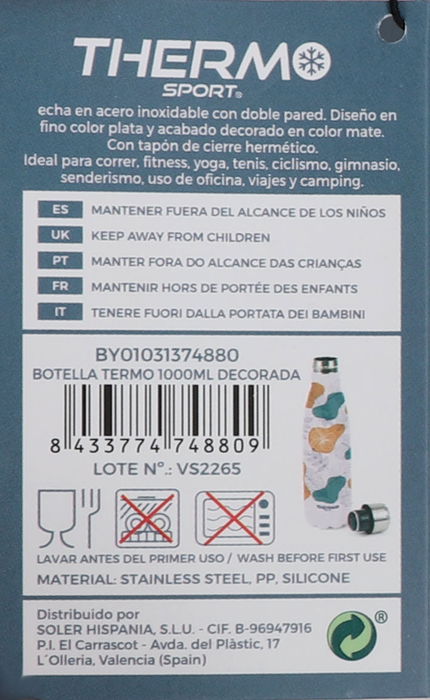 THERMO
SPORT®
echa en acero inoxidable con doble pared. Diseño en
fino color plata y acabado decorado en color mate.
Con tapón de cierre hermético.
Ideal para correr, fitness, yoga, tenis, ciclismo, gimnasio,
senderismo, uso de oficina, viajes y camping.
ES MANTENER FUERA DEL ALCANCE DE LOS NIÑOS
UK KEEP AWAY FROM CHILDREN
PT MANTER FORA DO ALCANCE DAS CRIANÇAS
FR MANTENIR HORS DE PORTÉE DES ENFANTS
IT TENERE FUORI DALLA PORTATA DEI BAMBINI
BY01031374880
BOTELLA TERMO 1000ML DECORADA
8 433774 748809
LOTE Nº.: VS2265
LAVAR ANTES DEL PRIMER USO / WASH BEFORE FIRST USE
MATERIAL: STAINLESS STEEL, PP, SILICONE
Distribuido por
SOLER HISPANIA, S.L.U. - CIF. B-96947916
P.I. El Carrascot - Avda. del Plàstic, 17
L´Olleria, Valencia (Spain)
®